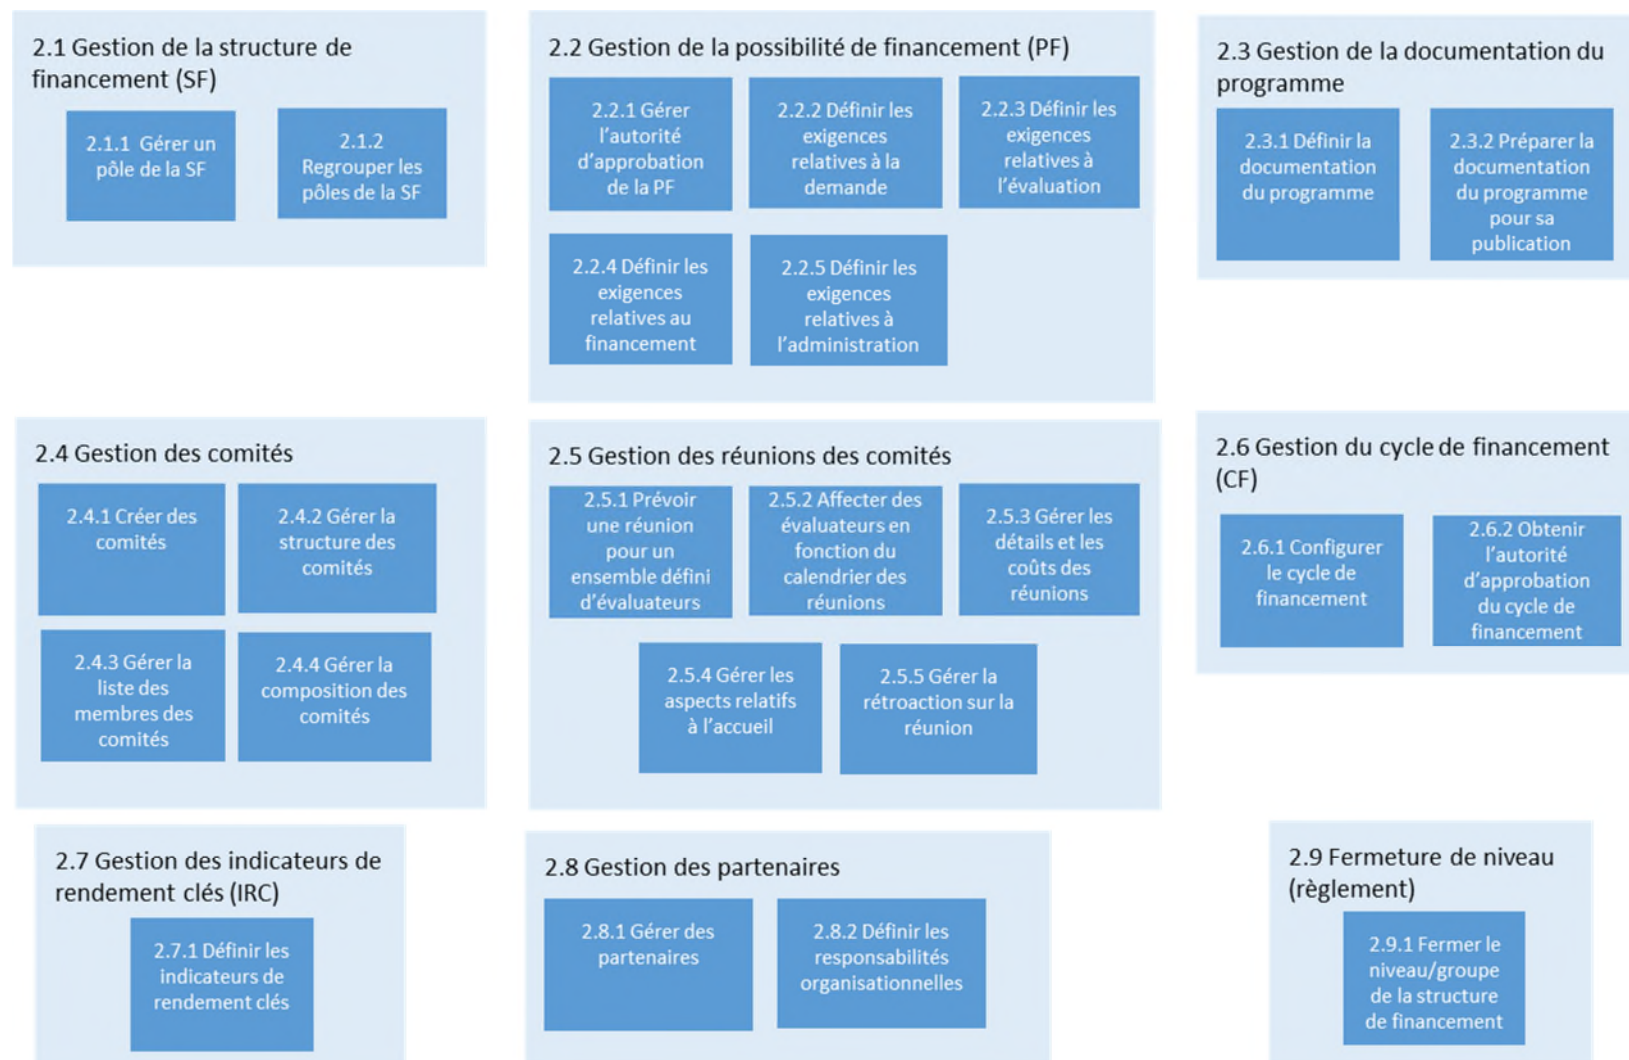 2.1 Gestion de la structure de
financement (SF)
2.1.1 Gérer un
pôle de la SF
2.1.2
Regrouper les
pôles de la SF
2.2 Gestion de la possibilité de financement (PF)
2.2.1 Gérer
l'autorité
d'approbation
de la PF
2.2.2 Définir les
exigences
relatives à la
demande
2.2.3 Définir les
exigences
relatives à
l'évaluation
2.2.4 Définir les
exigences
relatives au
financement
2.2.5 Définir les
exigences
relatives à
l'administration
2.3 Gestion de la documentation du
programme
2.3.1 Définir la
documentation
du programme
2.3.2 Préparer la
documentation
du programme
pour sa
publication
2.4 Gestion des comités
2.4.1 Créer des
comités
2.4.2 Gérer la
structure des
comités
2.4.3 Gérer la
liste des
membres des
comités
2.4.4 Gérer la
composition des
comités
2.5 Gestion des réunions des comités
2.5.1 Prévoir
une réunion
pour un
ensemble défini
d'évaluateurs
2.5.2 Affecter des
évaluateurs en
fonction du
calendrier des
réunions
2.5.3 Gérer les
détails et les
coûts des
réunions
2.5.4 Gérer les
aspects relatifs
à l'accueil
2.5.5 Gérer la
rétroaction sur la
réunion
2.6 Gestion du cycle de financement
(CF)
2.6.1 Configurer
le cycle de
financement
2.6.2 Obtenir
l'autorité
d'approbation
du cycle de
financement
2.7 Gestion des indicateurs de
rendement clés (IRC)
2.7.1 Définir les
indicateurs de
rendement clés
2.8 Gestion des partenaires
2.8.1 Gérer des
partenaires
2.8.2 Définir les
responsabilités
organisationnelles
2.9 Fermeture de niveau
(règlement)
2.9.1 Fermer le
niveau/groupe
de la structure
de financement